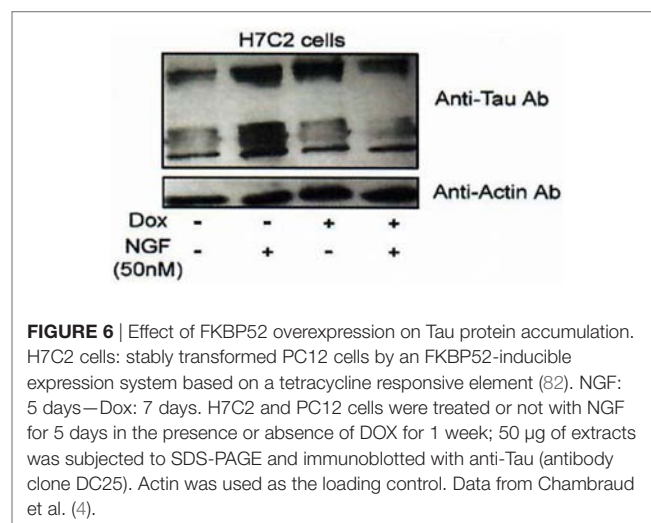 H7C2 cells
Anti-Tau Ab
Anti-Actin Ab
Dox - - + +
NGF - + - +
(50nM)
FIGURE 6 | Effect of FKBP52 overexpression on Tau protein accumulation.
H7C2 cells: stably transformed PC12 cells by an FKBP52-inducible
expression system based on a tetracycline responsive element (82). NGF:
5 days—Dox: 7 days. H7C2 and PC12 cells were treated or not with NGF
for 5 days in the presence or absence of DOX for 1 week; 50 µg of extracts
was subjected to SDS-PAGE and immunoblotted with anti-Tau (antibody
clone DC25). Actin was used as the loading control. Data from Chambraud
et al. (4).